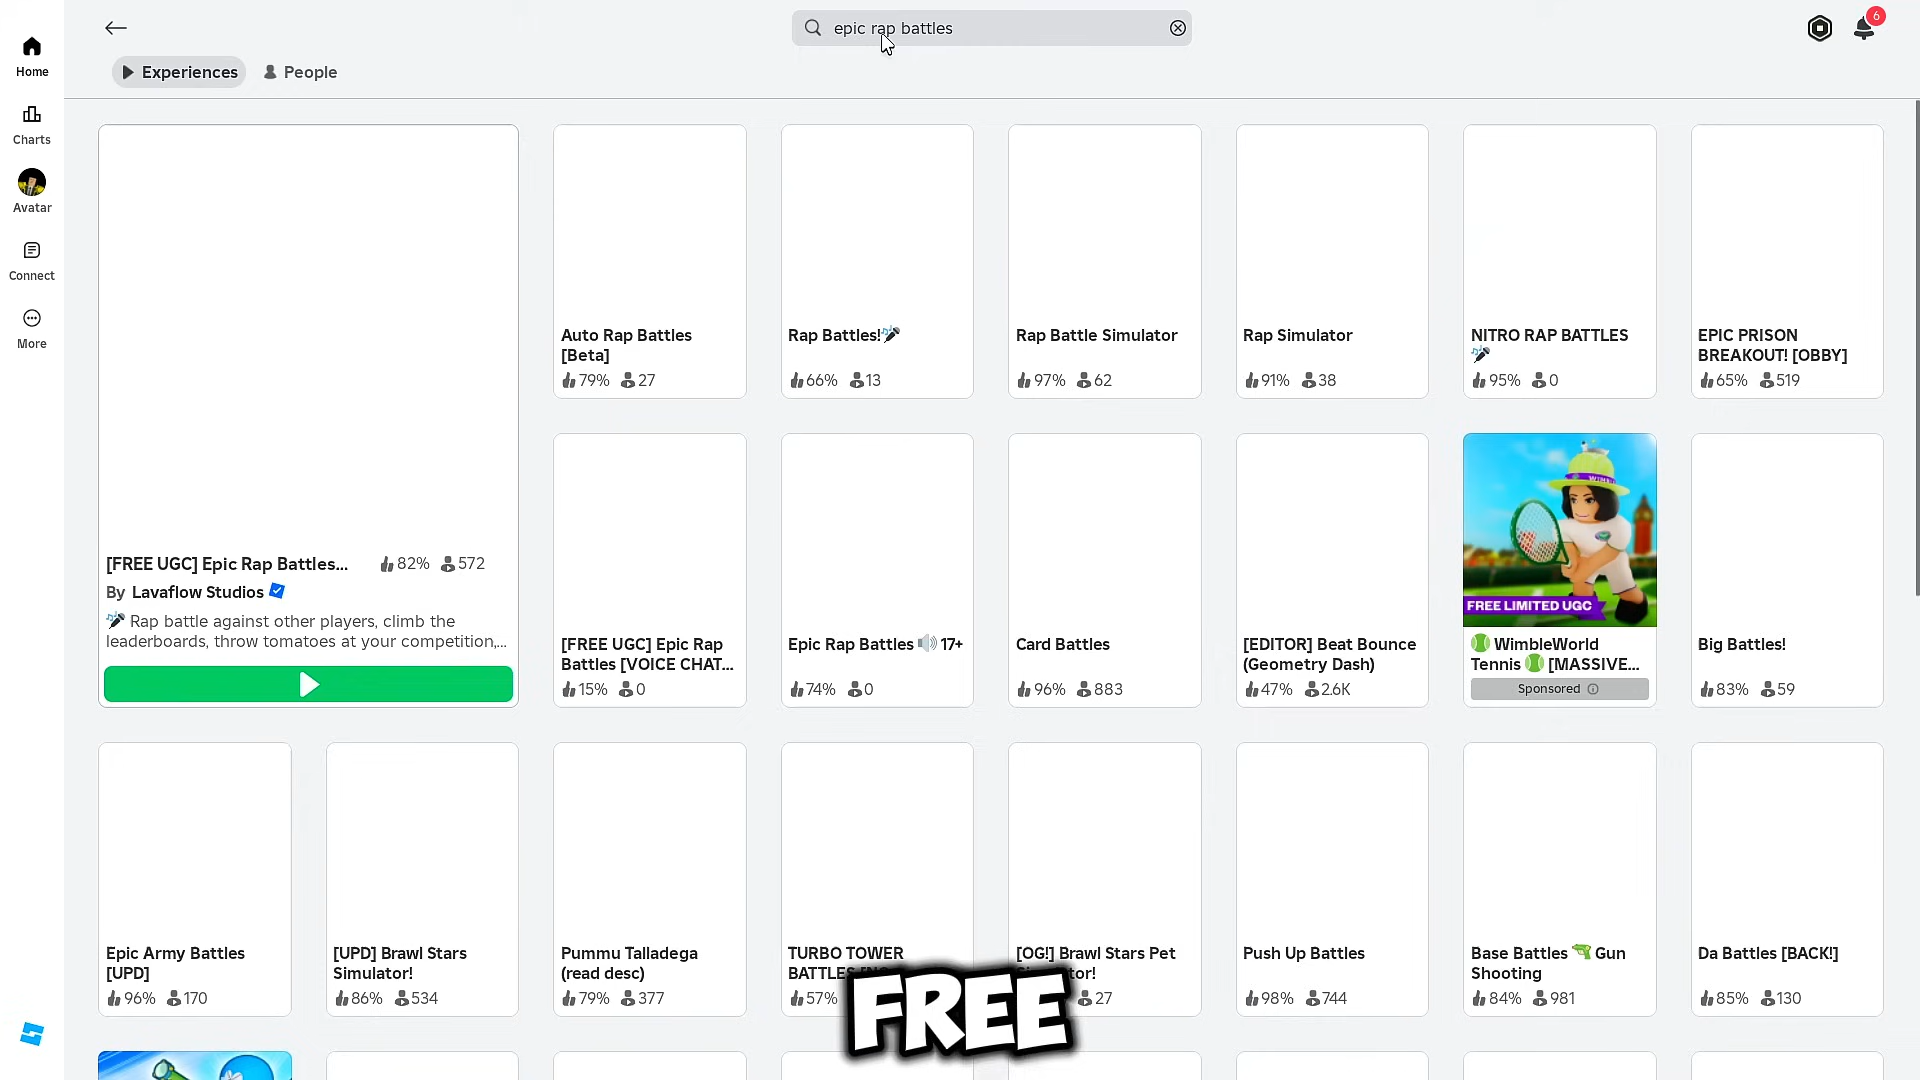 epic rap battles
6
Home
Charts
Avatar
Connect
More
Experiences
People
[FREE UGC] Epic Rap Battles...
82% 572
By Lavaflow Studios
Rap battle against other players, climb the
leaderboards, throw tomatoes at your competition,...
Auto Rap Battles
[Beta]
79% 27
Rap Battles!
66% 13
Rap Battle Simulator
97% 62
Rap Simulator
91% 38
NITRO RAP BATTLES
95% 0
EPIC PRISON
BREAKOUT! [OBBY]
65% 519
[FREE UGC] Epic Rap
Battles [VOICE CHAT...
15% 0
Epic Rap Battles 17+
74% 0
Card Battles
96% 883
[EDITOR] Beat Bounce
(Geometry Dash)
47% 2.6K
FREE LIMITED UGC
WimbleWorld
Tennis [MASSIVE...
Sponsored
Big Battles!
83% 59
Epic Army Battles
[UPD]
96% 170
[UPD] Brawl Stars
Simulator!
86% 534
Pummu Talladega
(read desc)
79% 377
TURBO TOWER
BATTLES
57%
[OG!] Brawl Stars Pet
27
Push Up Battles
98% 744
Base Battles Gun
Shooting
84% 981
Da Battles [BACK!]
85% 130
FREE